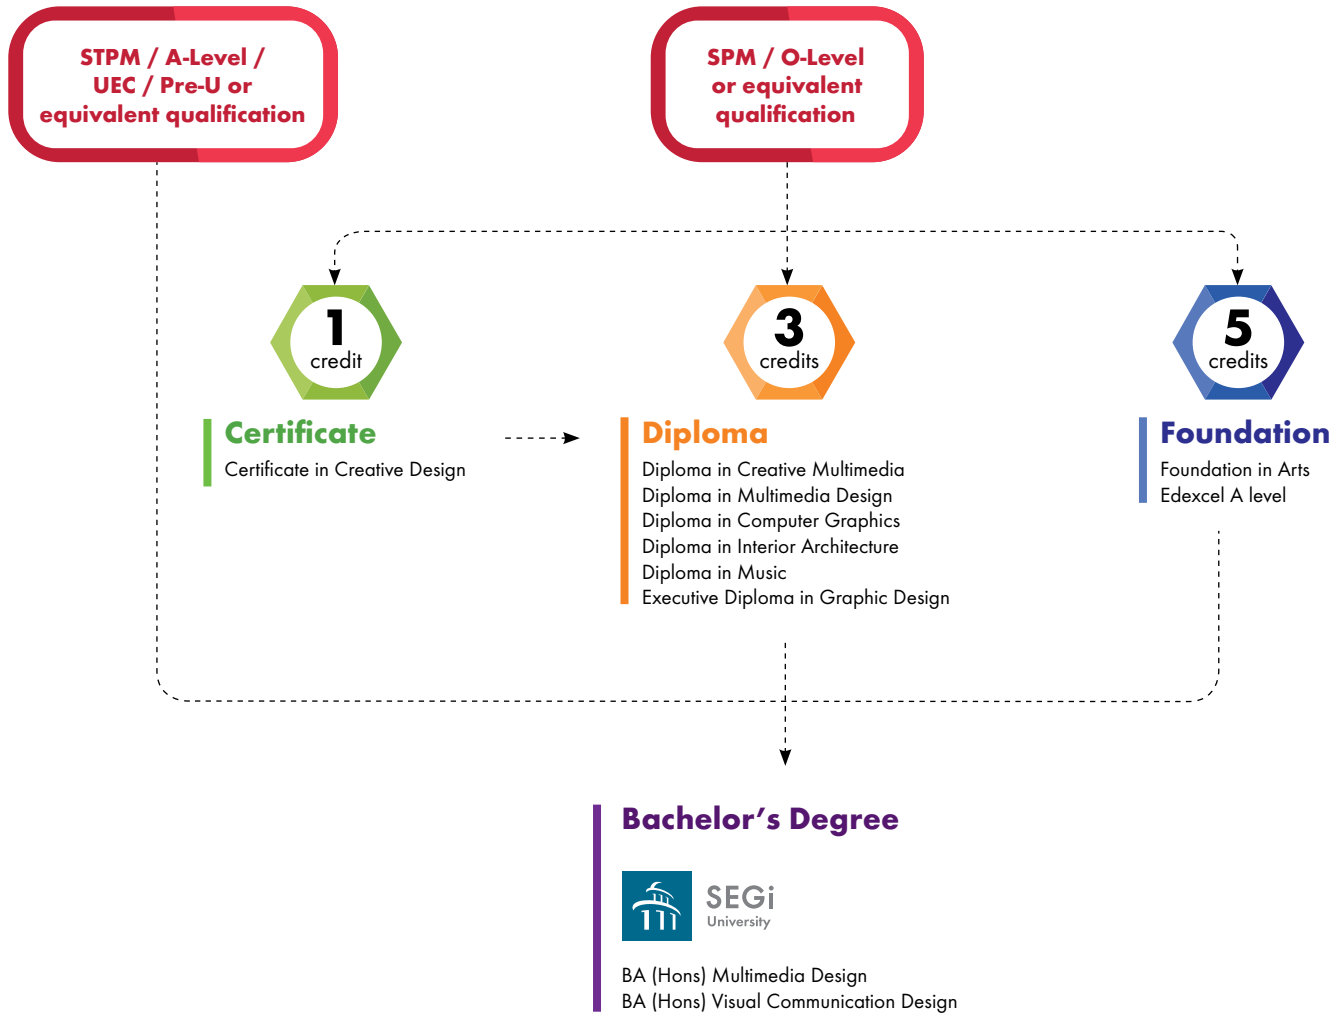 STPM / A-Level /
UEC / Pre-U or
equivalent qualification
SPM / O-Level
or equivalent
qualification
1
credit
3
credits
5
credits
Certificate
Certificate in Creative Design
Diploma
Diploma in Creative Multimedia
Diploma in Multimedia Design
Diploma in Computer Graphics
Diploma in Interior Architecture
Diploma in Music
Executive Diploma in Graphic Design
Foundation
Foundation in Arts
Edexcel A level
Bachelor's Degree
SEGi
University
BA (Hons) Multimedia Design
BA (Hons) Visual Communication Design